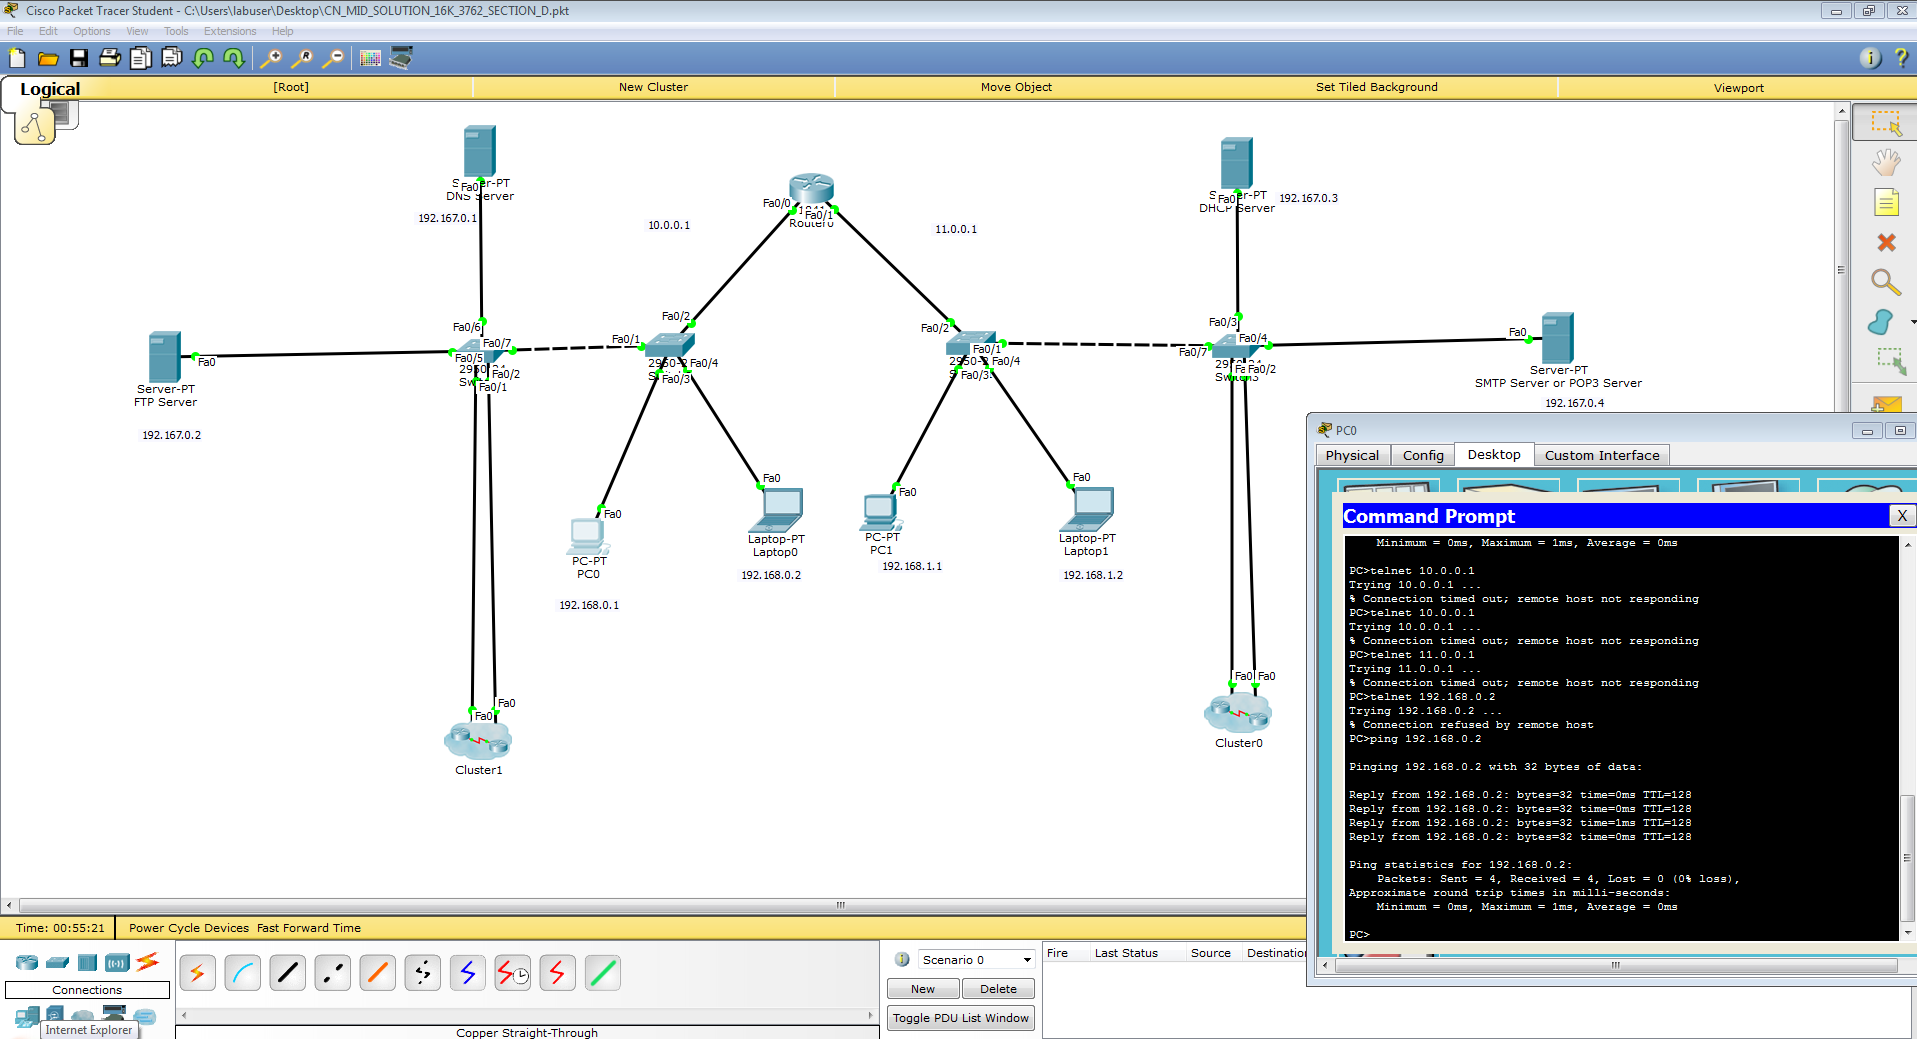 Cisco Packet Tracer Student - C:\Users\labuser\Desktop\CN_MID_SOLUTION_16K_3762_SECTION_D.pkt
File Edit Options View Tools Extensions Help
Logical [Root] New Cluster Move Object Set Tiled Background Viewport
Fa0
DNS Server
192.167.0.1
10.0.0.1
Fa0/0
Fa0/1
Router0
11.0.0.1
Fa0
DHCP Server
192.167.0.3
Fa0
Server-PT
FTP Server
192.167.0.2
Fa0/6
Fa0/7
Fa0/5
Fa0/2
Fa0/1
Fa0/2
Fa0/1
Fa0/4
Fa0/3
Fa0/2
Fa0/1
Fa0/4
Fa0/3
Fa0/3
Fa0/4
Fa0/7
Fa0/2
Fa0
Server-PT
SMTP Server or POP3 Server
192.167.0.4
Fa0
PC-PT
PC0
192.168.0.1
Fa0
Laptop-PT
Laptop0
192.168.0.2
Fa0
PC-PT
PC1
192.168.1.1
Fa0
Laptop-PT
Laptop1
192.168.1.2
Fa0
Fa0
Cluster1
Fa0 Fa0
Cluster0
PC0
Physical Config Desktop Custom Interface
Command Prompt X
Minimum = 0ms, Maximum = 1ms, Average = 0ms
PC>telnet 10.0.0.1
Trying 10.0.0.1 ...
% Connection timed out; remote host not responding
PC>telnet 10.0.0.1
Trying 10.0.0.1 ...
% Connection timed out; remote host not responding
PC>telnet 11.0.0.1
Trying 11.0.0.1 ...
% Connection timed out; remote host not responding
PC>telnet 192.168.0.2
Trying 192.168.0.2 ...
% Connection refused by remote host
PC>ping 192.168.0.2
Pinging 192.168.0.2 with 32 bytes of data:
Reply from 192.168.0.2: bytes=32 time=0ms TTL=128
Reply from 192.168.0.2: bytes=32 time=0ms TTL=128
Reply from 192.168.0.2: bytes=32 time=1ms TTL=128
Reply from 192.168.0.2: bytes=32 time=0ms TTL=128
Ping statistics for 192.168.0.2:
Packets: Sent = 4, Received = 4, Lost = 0 (0% loss),
Approximate round trip times in milli-seconds:
Minimum = 0ms, Maximum = 1ms, Average = 0ms
PC>
Time: 00:55:21 Power Cycle Devices Fast Forward Time
Connections
Internet Explorer
Copper Straight-Through
Scenario 0
New Delete
Toggle PDU List Window
Fire Last Status Source Destination